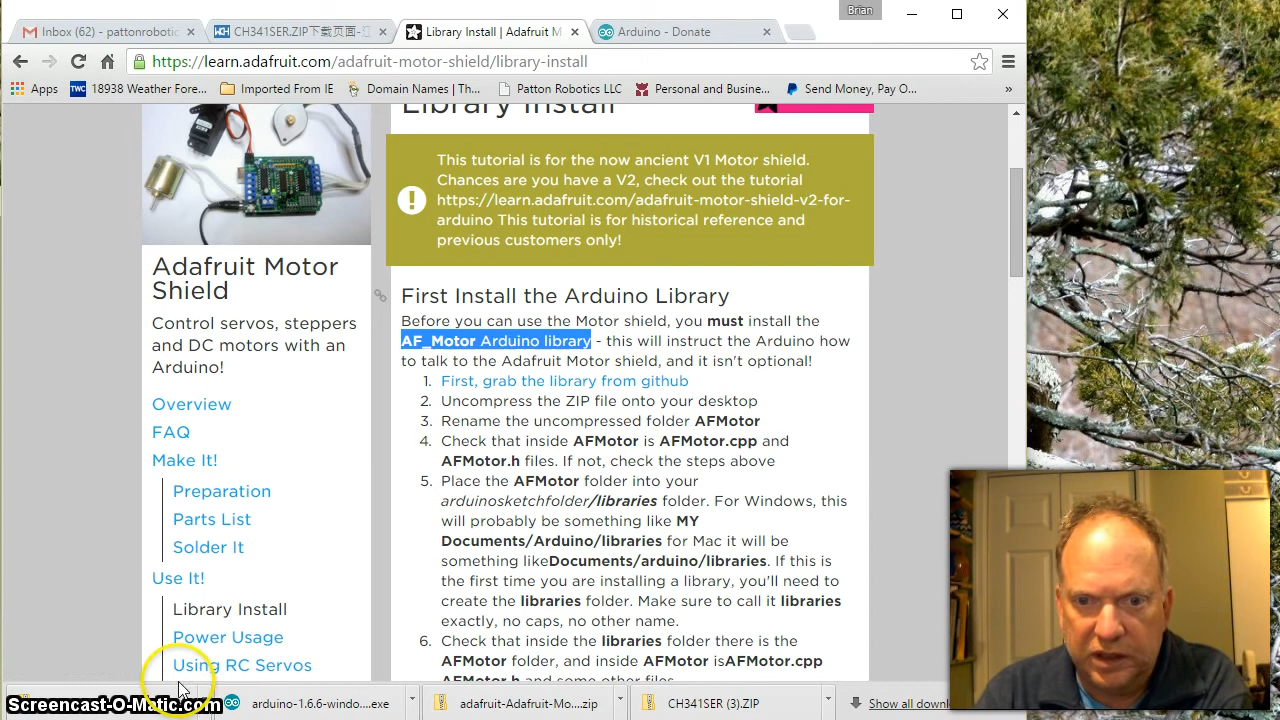 Brian
Inbox (62) - pattonrobotic
CH341SER.ZIP下载页面-
Library Install | Adafruit M
Arduino - Donate
https://learn.adafruit.com/adafruit-motor-shield/library-install
Apps
TWC
18938 Weather Fore...
Imported From IE
Domain Names | Th...
Patton Robotics LLC
Personal and Busine...
Send Money, Pay O...
»
Library Install
This tutorial is for the now ancient V1 Motor shield.
Chances are you have a V2, check out the tutorial
https://learn.adafruit.com/adafruit-motor-shield-v2-for-
arduino This tutorial is for historical reference and
previous customers only!
Adafruit Motor
Shield
Control servos, steppers
and DC motors with an
Arduino!
Overview
FAQ
Make It!
Preparation
Parts List
Solder It
Use It!
Library Install
Power Usage
Using RC Servos
First Install the Arduino Library
Before you can use the Motor shield, you must install the
AF_Motor Arduino library - this will instruct the Arduino how
to talk to the Adafruit Motor shield, and it isn't optional!
1. First, grab the library from github
2. Uncompress the ZIP file onto your desktop
3. Rename the uncompressed folder AFMotor
4. Check that inside AFMotor is AFMotor.cpp and
AFMotor.h files. If not, check the steps above
5. Place the AFMotor folder into your
arduinosketchfolder/libraries folder. For Windows, this
will probably be something like MY
Documents/Arduino/libraries for Mac it will be
something likeDocuments/arduino/libraries. If this is
the first time you are installing a library, you'll need to
create the libraries folder. Make sure to call it libraries
exactly, no caps, no other name.
6. Check that inside the libraries folder there is the
AFMotor folder, and inside AFMotor isAFMotor.cpp
AFMotor.h and some other files
arduino-1.6.6-windo....exe
adafruit-Adafruit-Mo....zip
CH341SER (3).ZIP
Show all downl
Screencast-O-Matic.com